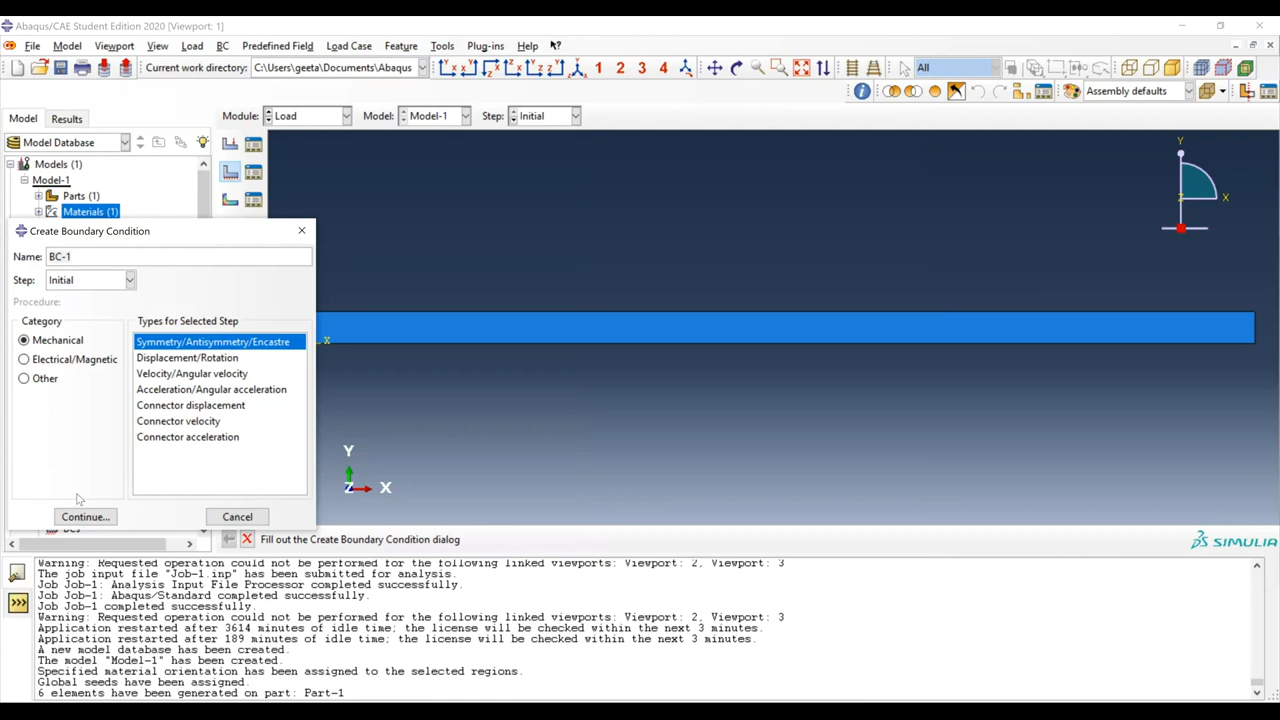 Abaqus/CAE Student Edition 2020 [Viewport: 1]
File Model Viewport View Load BC Predefined Field Load Case Feature Tools Plug-ins Help
Current work directory: C:\Users\geeta\Documents\Abaqus 1 2 3 4 All
Assembly defaults
Model Results Module: Load Model: Model-1 Step: Initial
Model Database
Models (1)
Model-1
Parts (1)
Materials (1)
Y
X
Z
Create Boundary Condition
Name: BC-1
Step: Initial
Procedure:
Category
Mechanical
Electrical/Magnetic
Other
Types for Selected Step
Symmetry/Antisymmetry/Encastre
Displacement/Rotation
Velocity/Angular velocity
Acceleration/Angular acceleration
Connector displacement
Connector velocity
Connector acceleration
Continue... Cancel
X
Y
Z X
Fill out the Create Boundary Condition dialog
SIMULIA
Warning: Requested operation could not be performed for the following linked viewports: Viewport: 2, Viewport: 3
The job input file "Job-1.inp" has been submitted for analysis.
Job Job-1: Analysis Input File Processor completed successfully.
Job Job-1: Abaqus/Standard completed successfully.
Job Job-1 completed successfully.
Warning: Requested operation could not be performed for the following linked viewports: Viewport: 2, Viewport: 3
Application restarted after 3614 minutes of idle time; the license will be checked within the next 3 minutes.
Application restarted after 189 minutes of idle time; the license will be checked within the next 3 minutes.
A new model database has been created.
The model "Model-1" has been created.
Specified material orientation has been assigned to the selected regions.
Global seeds have been assigned.
6 elements have been generated on part: Part-1